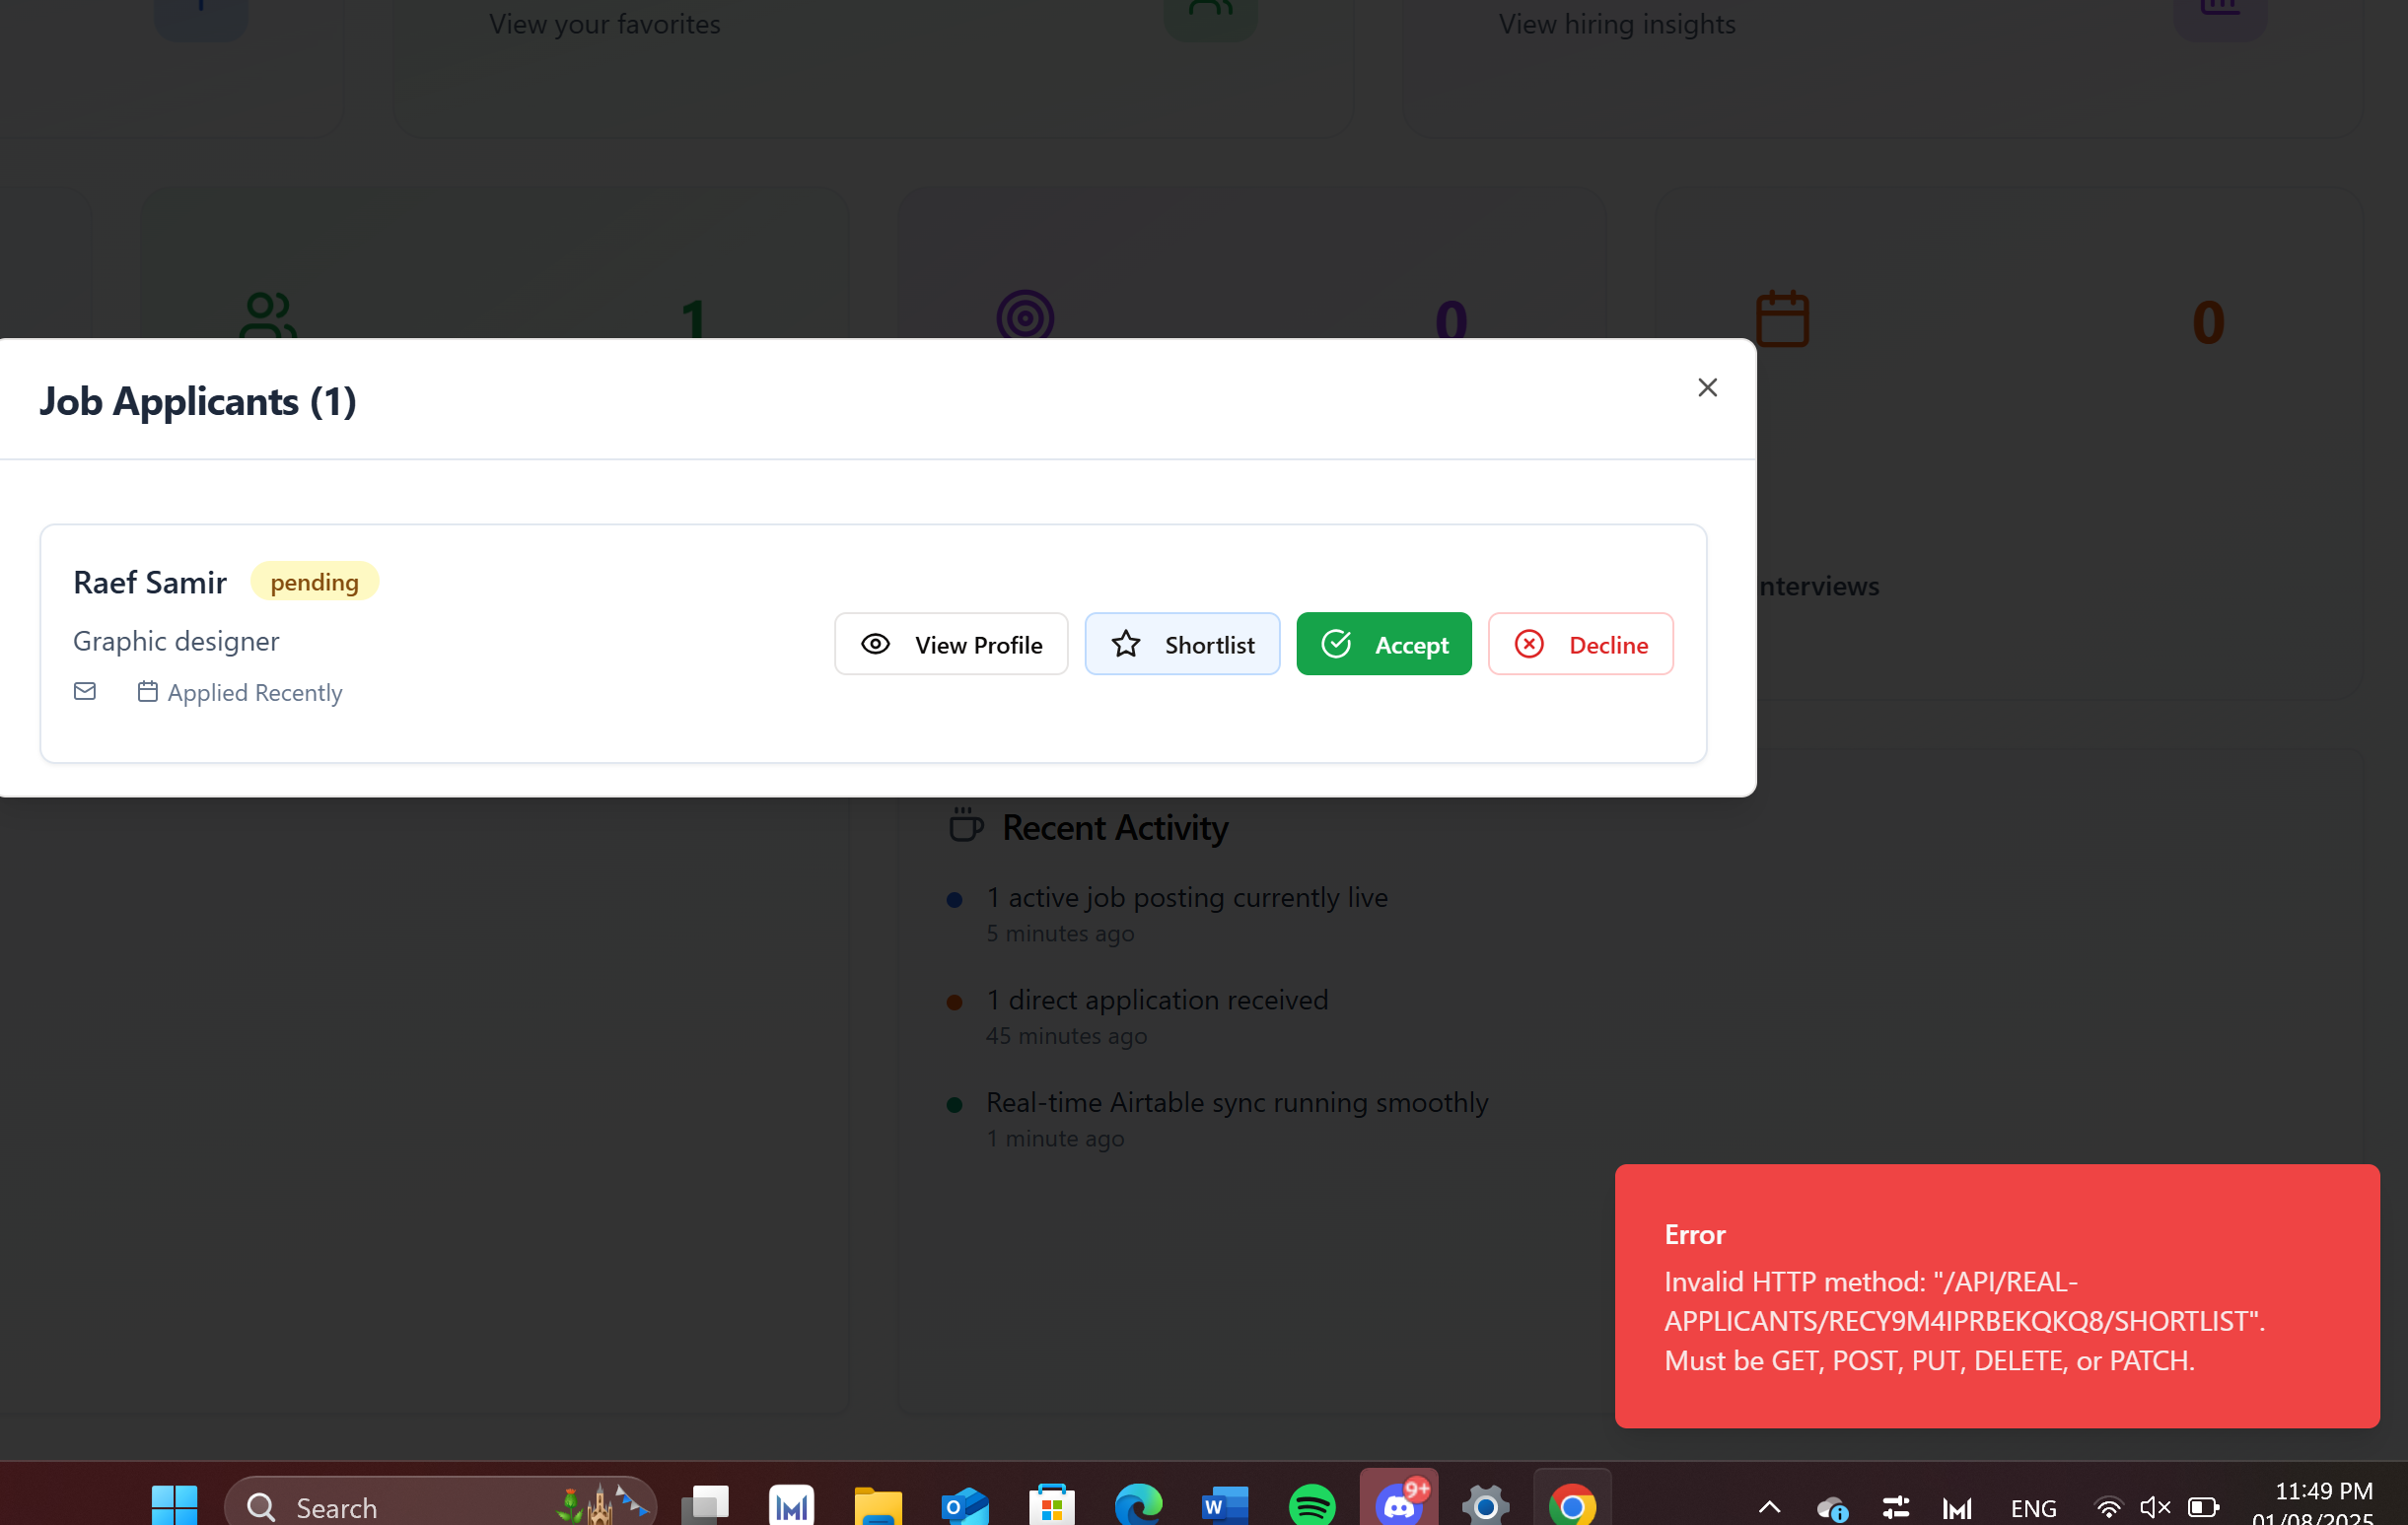 View your favorites
View hiring insights
1
0
0
Job Applicants (1)
Raef Samir
pending
Graphic designer
Applied Recently
View Profile
Shortlist
Accept
Decline
nterviews
Recent Activity
1 active job posting currently live
5 minutes ago
1 direct application received
45 minutes ago
Real-time Airtable sync running smoothly
1 minute ago
Error
Invalid HTTP method: "/API/REAL-
APPLICANTS/RECY9M4IPRBEKQKQ8/SHORTLIST".
Must be GET, POST, PUT, DELETE, or PATCH.
Search
9+
ENG
11:49 PM
01/08/2025